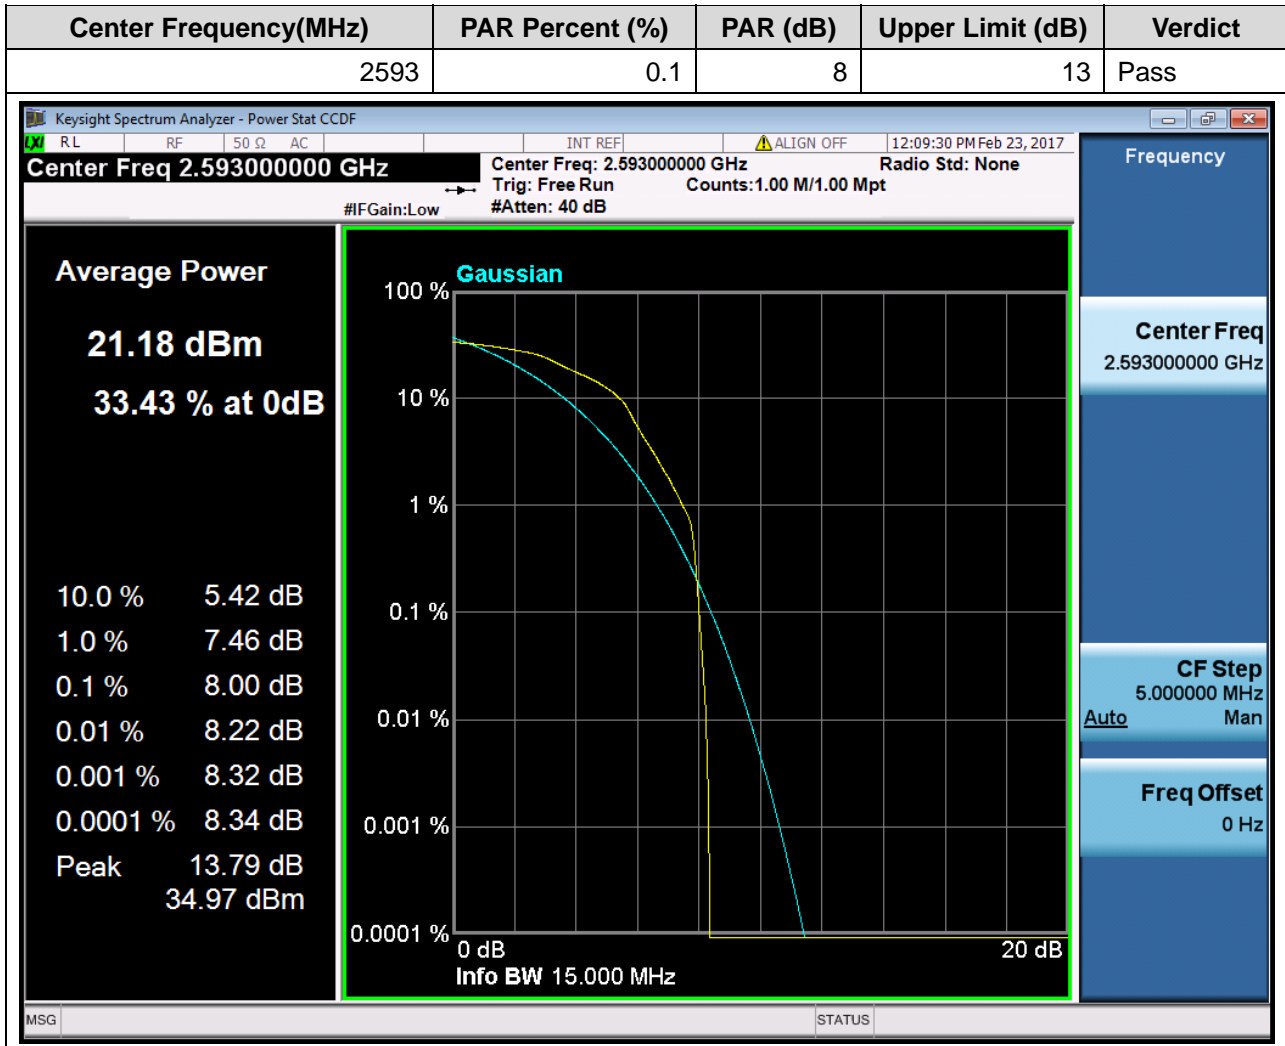 Center Frequency(MHz) PAR Percent (%) PAR (dB) Upper Limit (dB) Verdict
2593 0.1 8 13 Pass
Keysight Spectrum Analyzer - Power Stat CCDF
LXI RL RF 50 Ω AC INT REF ALIGN OFF 12:09:30 PM Feb 23, 2017
Center Freq 2.593000000 GHz
#IFGain:Low
Center Freq: 2.593000000 GHz Radio Std: None
Trig: Free Run Counts:1.00 M/1.00 Mpt
#Atten: 40 dB
Average Power
21.18 dBm
33.43 % at 0dB
10.0 % 5.42 dB
1.0 % 7.46 dB
0.1 % 8.00 dB
0.01 % 8.22 dB
0.001 % 8.32 dB
0.0001 % 8.34 dB
Peak 13.79 dB
34.97 dBm
Gaussian
100 %
10 %
1 %
0.1 %
0.01 %
0.001 %
0.0001 %
0 dB 20 dB
Info BW 15.000 MHz
Frequency
Center Freq
2.593000000 GHz
CF Step
5.000000 MHz
Auto Man
Freq Offset
0 Hz
MSG STATUS